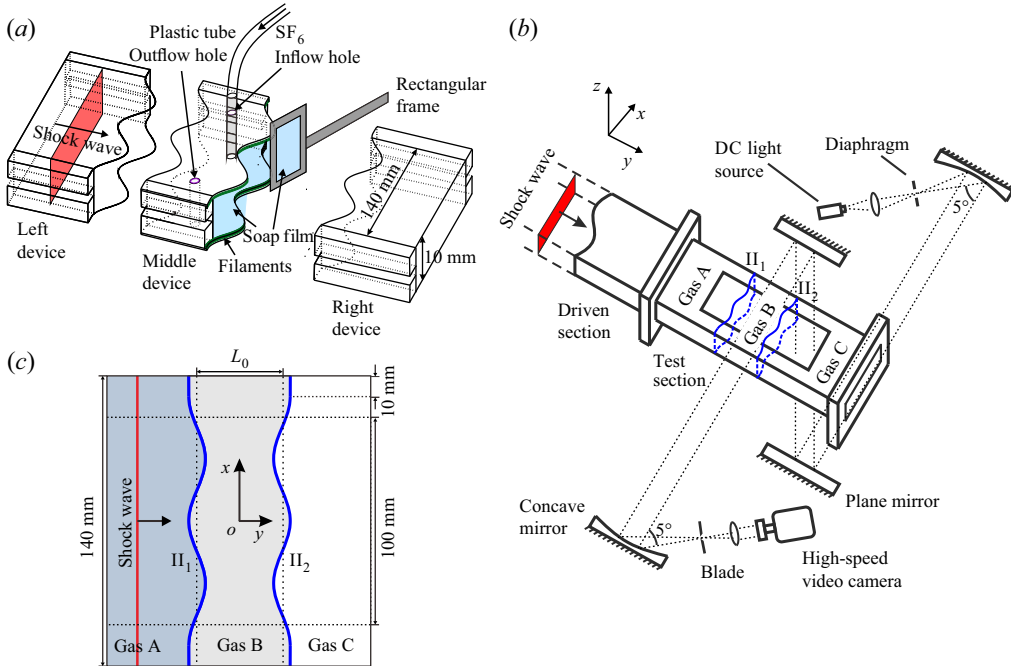 (a)
Plastic tube
Outflow hole
SF6
Inflow hole
Rectangular
frame
Shock wave
Left
device
Middle
device
Soap film
Filaments
140 mm
10 mm
Right
device
(b)
z
x
y
DC light
source
Diaphragm
5°
Shock wave
Driven
section
Gas A
II1
Gas B
II2
Gas C
Test
section
Plane mirror
Concave
mirror
5°
Blade
High-speed
video camera
(c)
L0
10 mm
140 mm
Shock wave
x
o
y
100 mm
II1
II2
Gas A
Gas B
Gas C